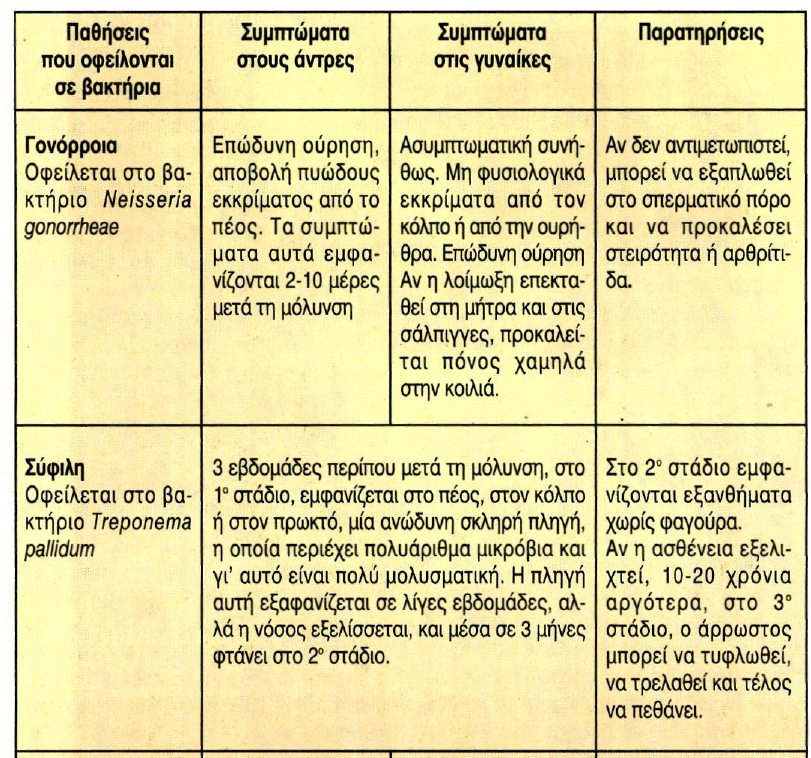 Παθήσεις
που οφείλονται
σε βακτήρια
Συμπτώματα
στους άντρες
Συμπτώματα
στις γυναίκες
Παρατηρήσεις
Γονόρροια
Οφείλεται στο βα-
κτήριο Neisseria
gonorrheae
Επώδυνη ούρηση,
αποβολή πυώδους
εκκρίματος από το
πέος. Τα συμπτώ-
ματα αυτά εμφα-
νίζονται 2-10 μέρες
μετά τη μόλυνση
Ασυμπτωματική συνή-
θως. Μη φυσιολογικά
εκκρίματα από τον
κόλπο ή από την ουρή-
θρα. Επώδυνη ούρηση
Αν η λοίμωξη επεκτα-
θεί στη μήτρα και στις
σάλπιγγες, προκαλεί-
ται πόνος χαμηλά
στην κοιλιά.
Αν δεν αντιμετωπιστεί,
μπορεί να εξαπλωθεί
στο σπερματικό πόρο
και να προκαλέσει
στειρότητα ή αρθρίτι-
δα.
Σύφιλη
Οφείλεται στο βα-
κτήριο Treponema
pallidum
3 εβδομάδες περίπου μετά τη μόλυνση, στο
1º στάδιο, εμφανίζεται στο πέος, στον κόλπο
ή στον πρωκτό, μία ανώδυνη σκληρή πληγή,
η οποία περιέχει πολυάριθμα μικρόβια και
γι' αυτό είναι πολύ μολυσματική. Η πληγή
αυτή εξαφανίζεται σε λίγες εβδομάδες, αλ-
λά η νόσος εξελίσσεται, και μέσα σε 3 μήνες
φτάνει στο 2º στάδιο.
Στο 2º στάδιο εμφα-
νίζονται εξανθήματα
χωρίς φαγούρα.
Αν η ασθένεια εξελι-
χτεί, 10-20 χρόνια
αργότερα, στο 3º
στάδιο, ο άρρωστος
μπορεί να τυφλωθεί,
να τρελαθεί και τέλος
να πεθάνει.